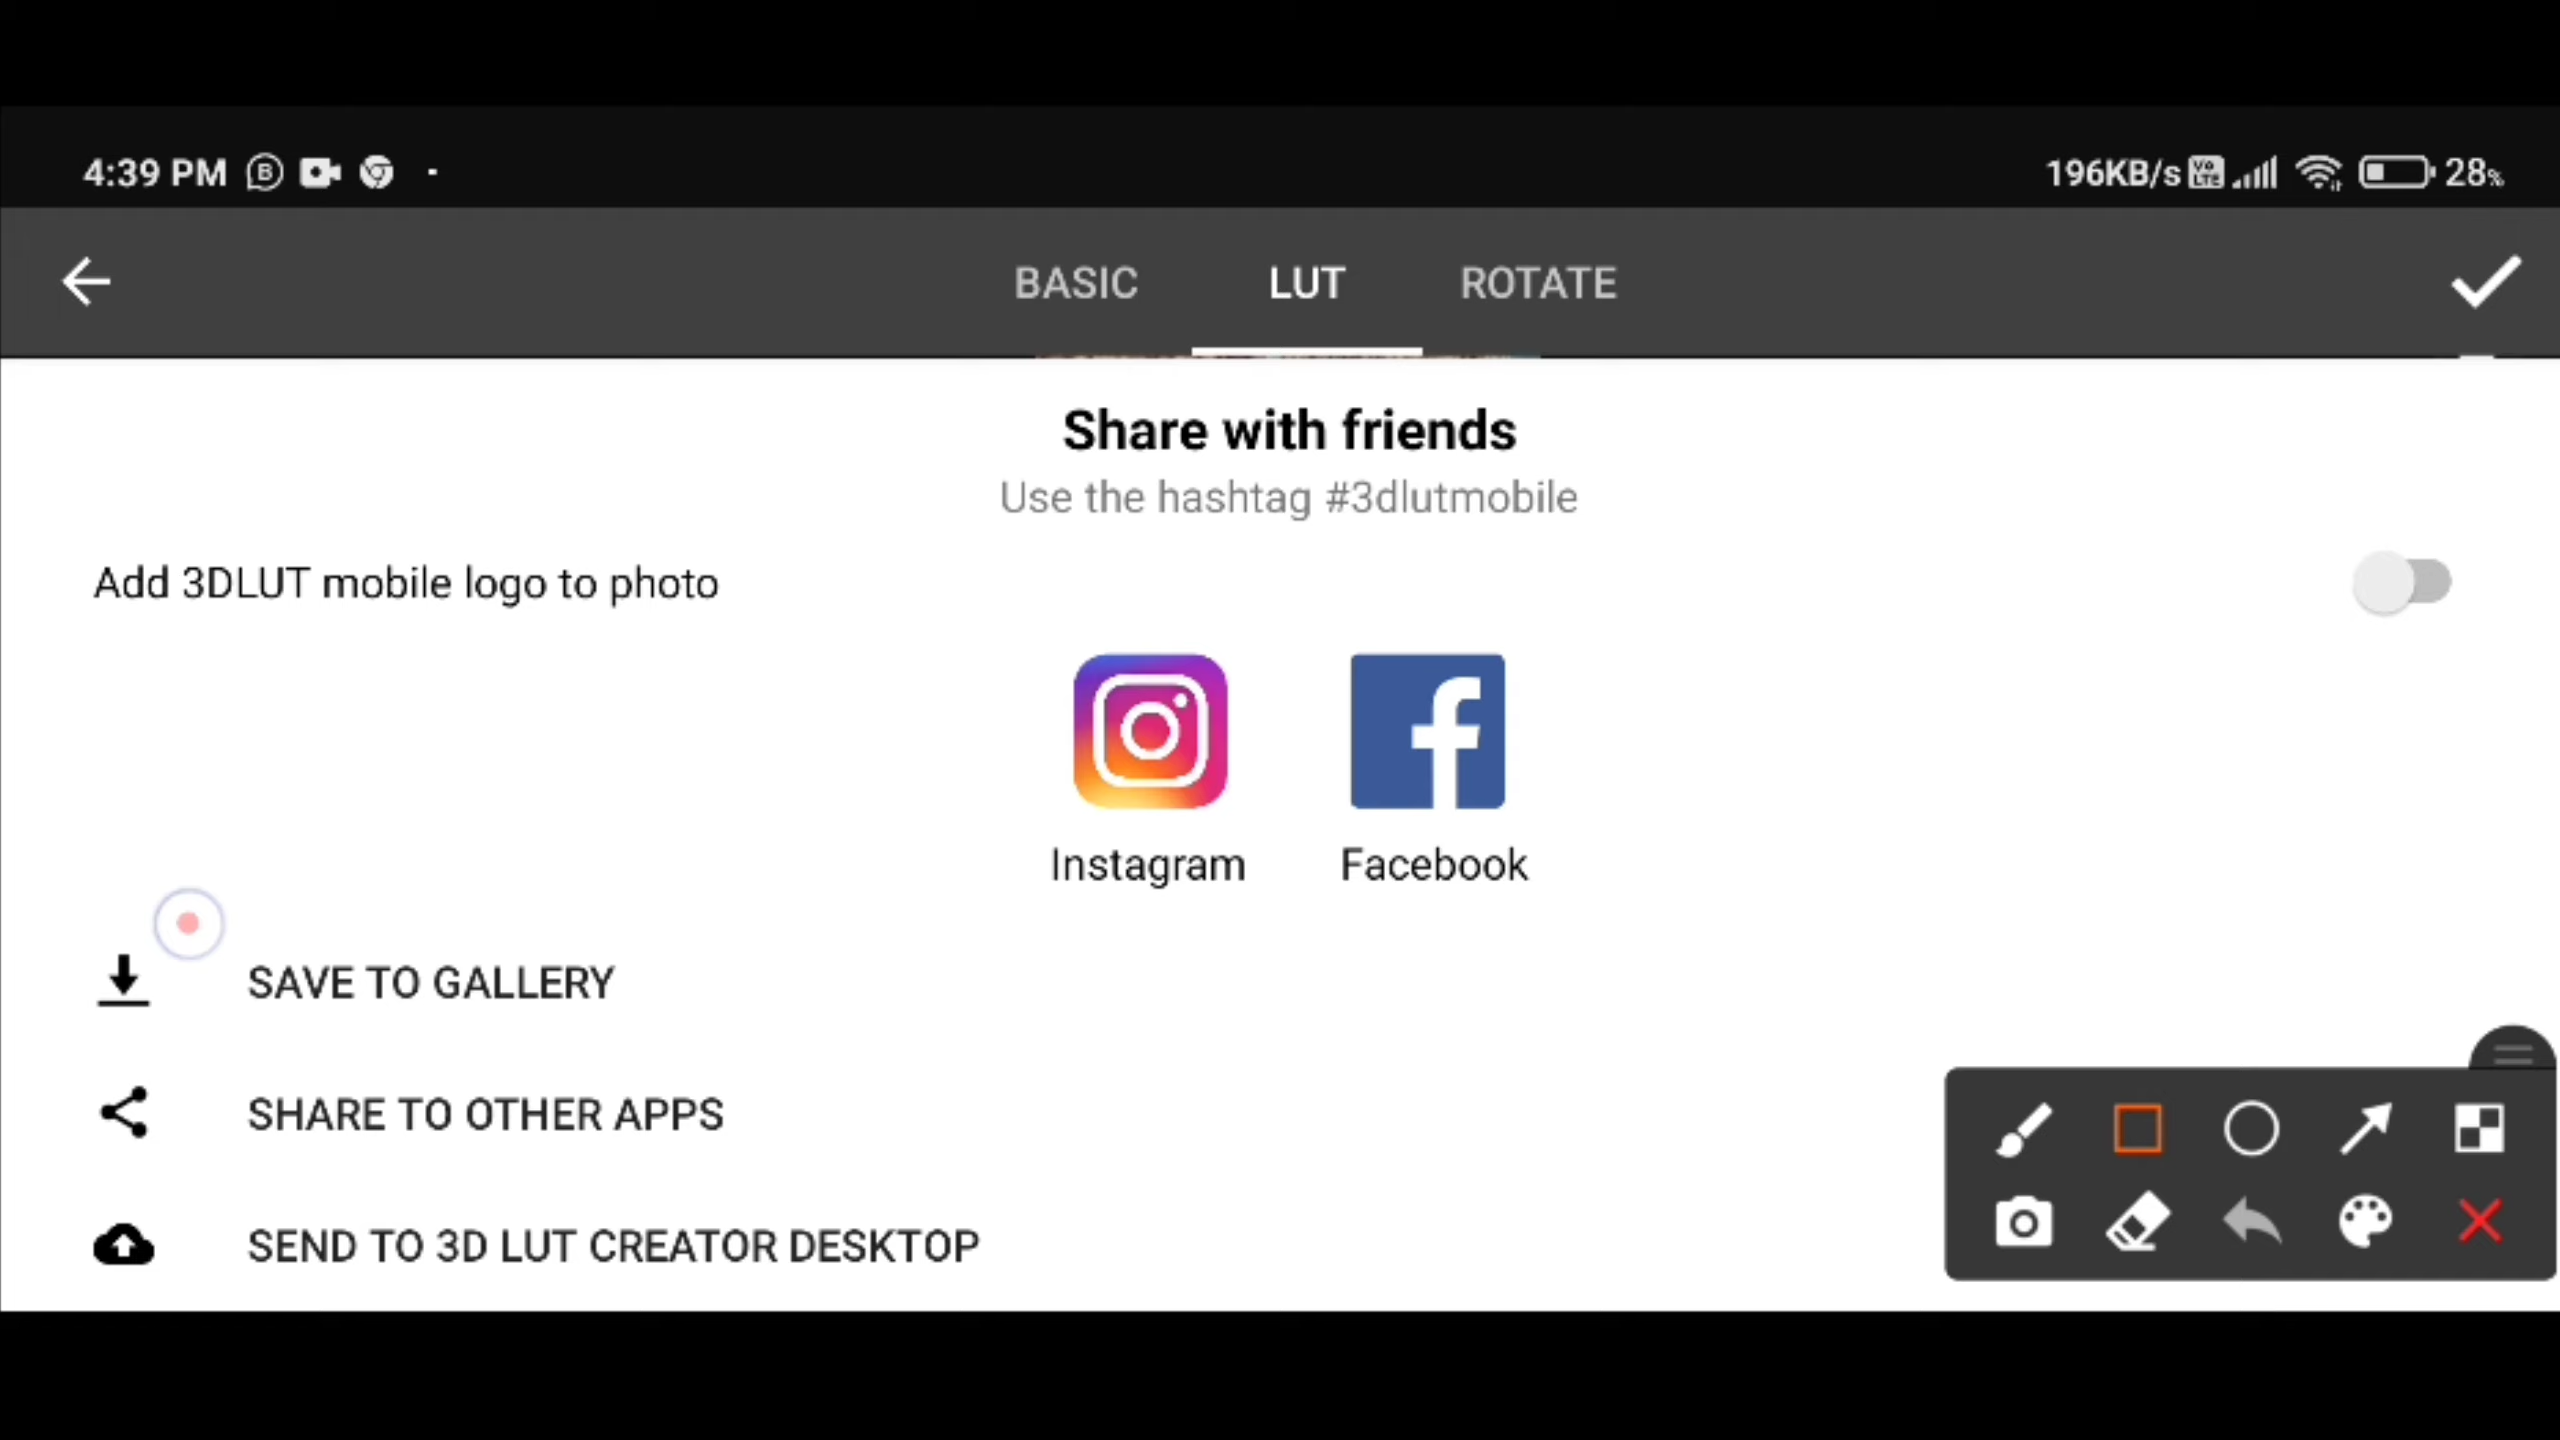 4:39 PM
196KB/s
28%
BASIC LUT ROTATE
Share with friends
Use the hashtag #3dlutmobile
Add 3DLUT mobile logo to photo
Instagram Facebook
SAVE TO GALLERY
SHARE TO OTHER APPS
SEND TO 3D LUT CREATOR DESKTOP